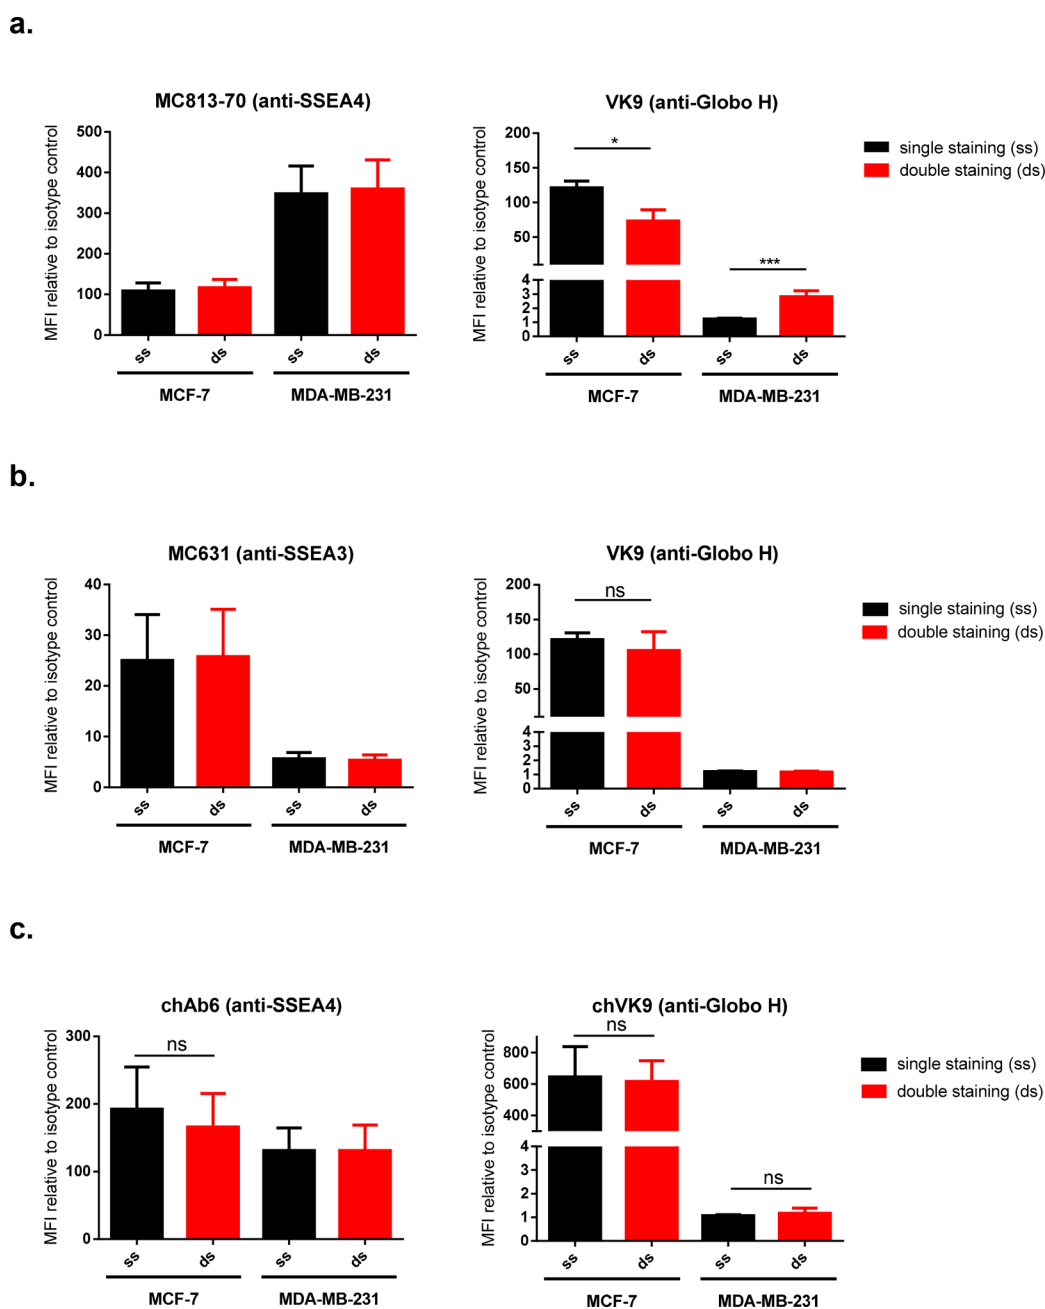 a.
MC813-70 (anti-SSEA4)
MFI relative to isotype control
500
400
300
200
100
0
ss
ds
ss
ds
MCF-7
MDA-MB-231
VK9 (anti-Globo H)
MFI relative to isotype control
200
150
100
50
4
3
2
1
0
*
***
ss
ds
ss
ds
MCF-7
MDA-MB-231
single staining (ss)
double staining (ds)
b.
MC631 (anti-SSEA3)
MFI relative to isotype control
40
30
20
10
0
ss
ds
ss
ds
MCF-7
MDA-MB-231
VK9 (anti-Globo H)
MFI relative to isotype control
200
150
100
50
4
3
2
1
0
ns
ss
ds
ss
ds
MCF-7
MDA-MB-231
single staining (ss)
double staining (ds)
c.
chAb6 (anti-SSEA4)
MFI relative to isotype control
300
200
100
0
ns
ss
ds
ss
ds
MCF-7
MDA-MB-231
chVK9 (anti-Globo H)
MFI relative to isotype control
800
600
400
4
3
2
1
0
ns
ns
ss
ds
ss
ds
MCF-7
MDA-MB-231
single staining (ss)
double staining (ds)